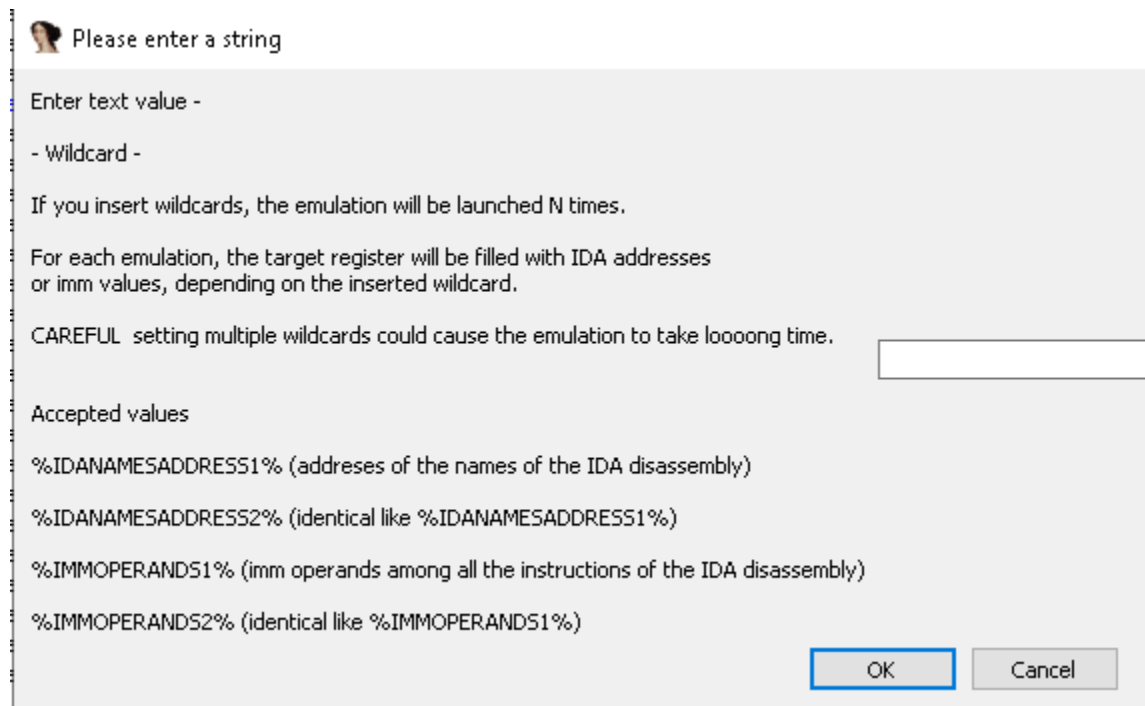 Please enter a string
Enter text value -
- Wildcard -
If you insert wildcards, the emulation will be launched N times.
For each emulation, the target register will be filled with IDA addresses
or imm values, depending on the inserted wildcard.
CAREFUL  setting multiple wildcards could cause the emulation to take loooong time.
Accepted values
%IDANAMESADDRESS1% (addreses of the names of the IDA disassembly)
%IDANAMESADDRESS2% (identical like %IDANAMESADDRESS1%)
%IMMOPERANDS1% (imm operands among all the instructions of the IDA disassembly)
%IMMOPERANDS2% (identical like %IMMOPERANDS1%)
OK Cancel